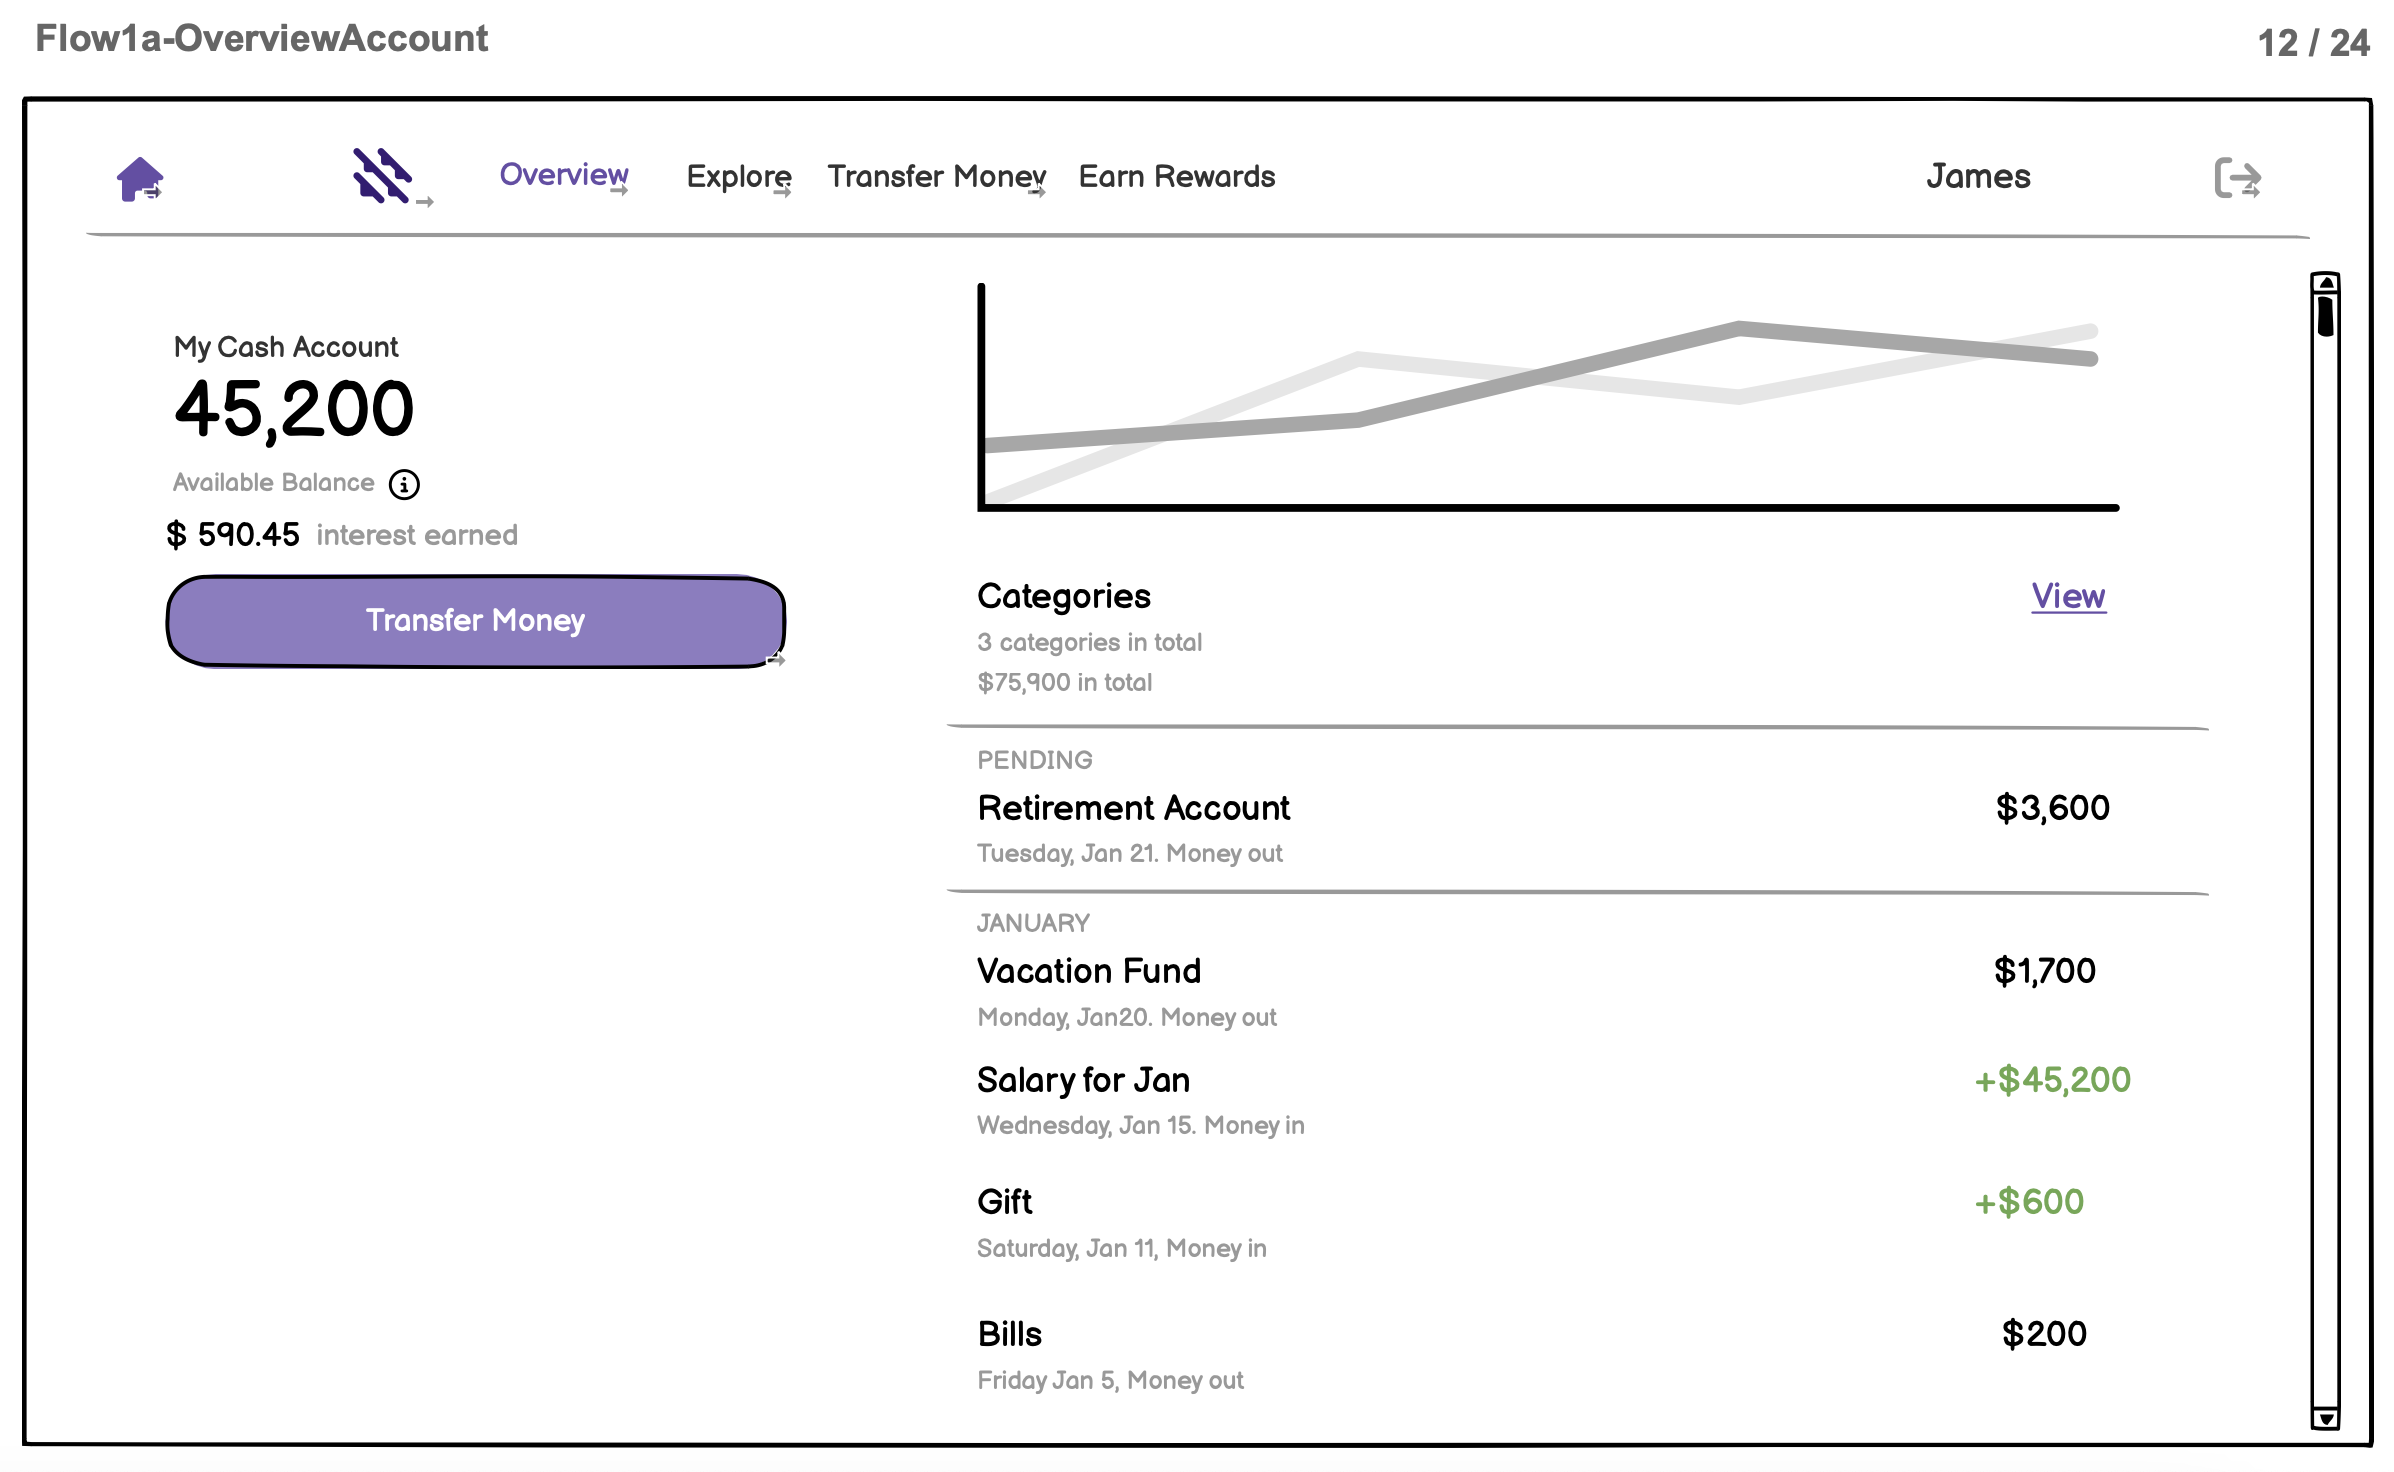 Flow1a-OverviewAccount
12 / 24
Overview Explore Transfer Money Earn Rewards James
My Cash Account
45,200
Available Balance
$ 590.45 interest earned
Transfer Money
Categories View
3 categories in total
$75,900 in total
PENDING
Retirement Account $3,600
Tuesday, Jan 21. Money out
JANUARY
Vacation Fund $1,700
Monday, Jan20. Money out
Salary for Jan +$45,200
Wednesday, Jan 15. Money in
Gift +$600
Saturday, Jan 11, Money in
Bills $200
Friday Jan 5, Money out